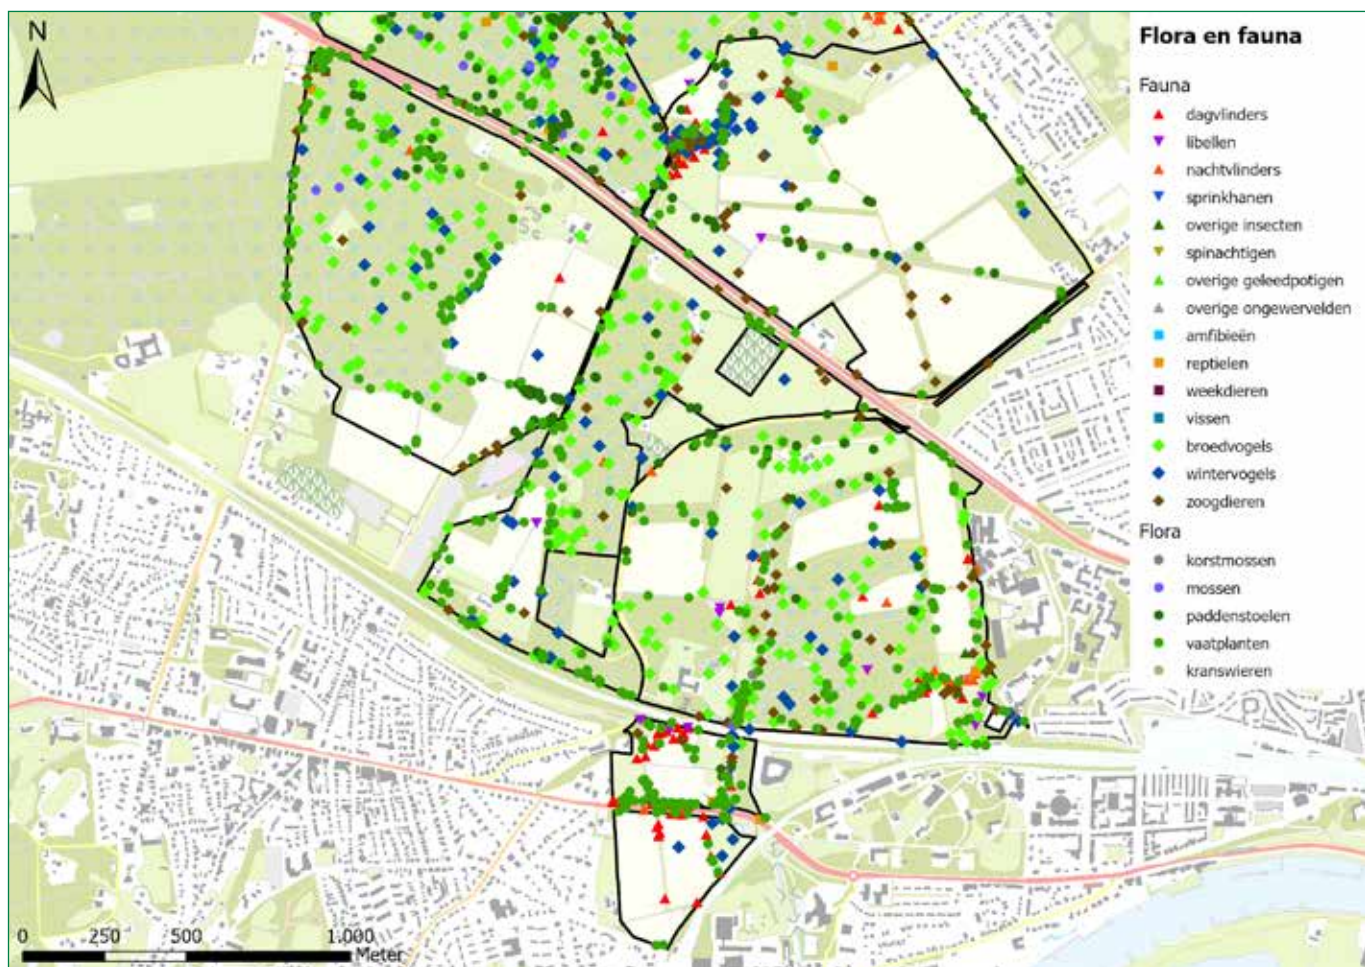 N
Flora en fauna
Fauna
dagvlinders
libellen
nachtvlinders
sprinkhanen
overige insecten
spinachtigen
overige geleedpotigen
overige ongewervelden
amfibieën
reptielen
weekdieren
vissen
broedvogels
wintervogels
zoogdieren
Flora
korstmossen
mossen
paddenstoelen
vaatplanten
kranswieren
0 250 500 1.000
Meter